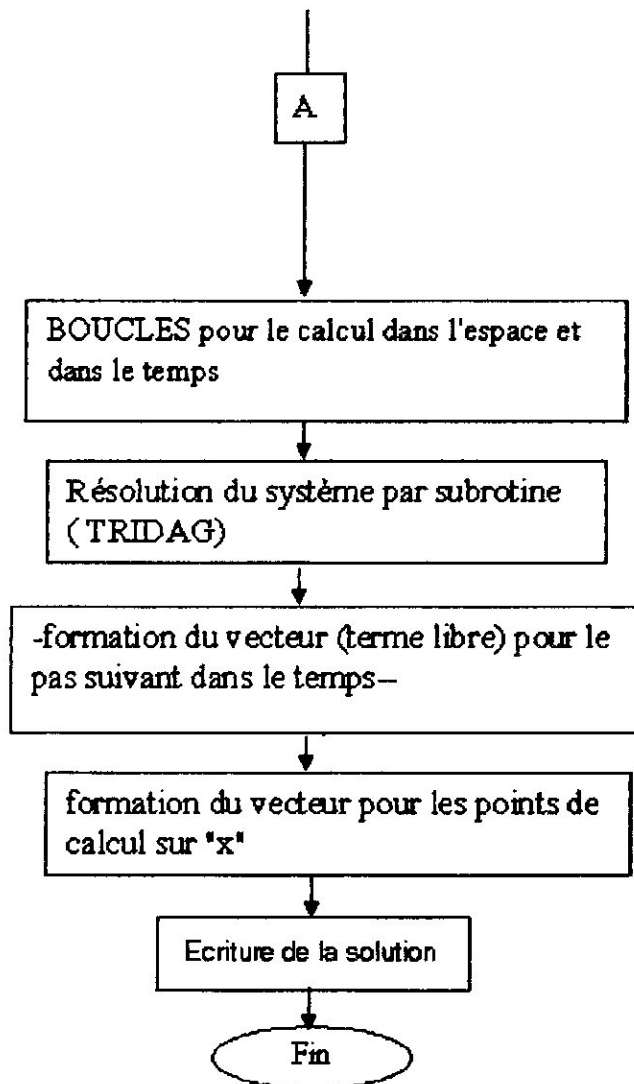 A
BOUCLES pour le calcul dans l'espace et
dans le temps
Résolution du système par subrotine
( TRIDAG)
-formation du vecteur (terme libre) pour le
pas suivant dans le temps–
formation du vecteur pour les points de
calcul sur "x"
Ecriture de la solution
Fin